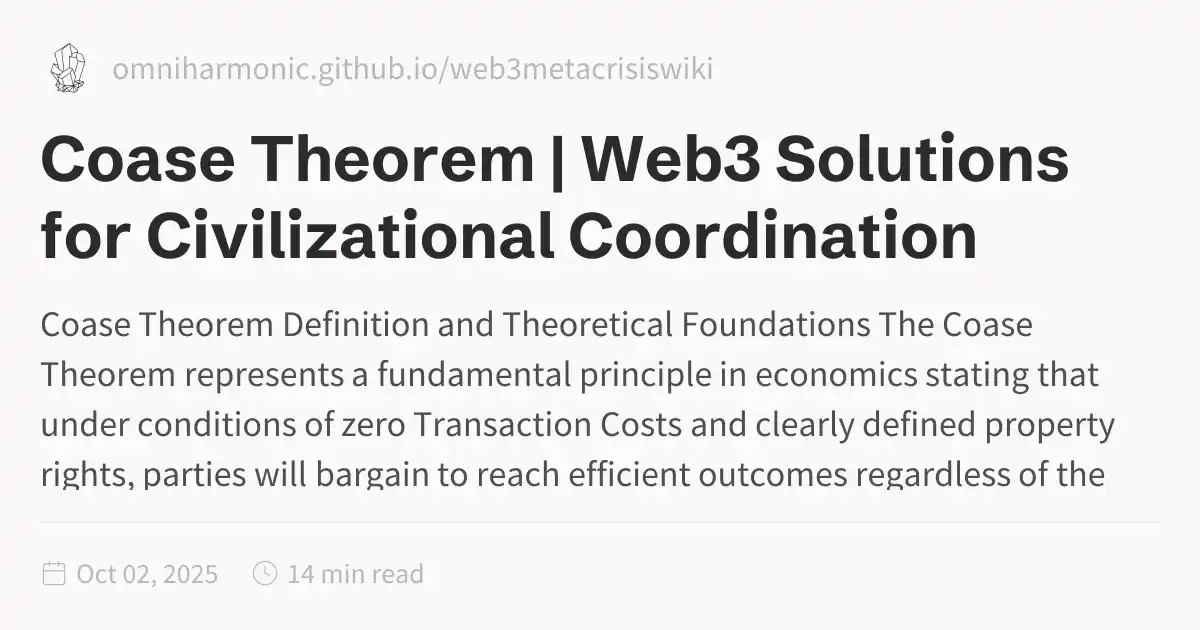 omniharmonic.github.io/web3metacrisiswiki
Coase Theorem | Web3 Solutions
for Civilizational Coordination
Coase Theorem Definition and Theoretical Foundations The Coase
Theorem represents a fundamental principle in economics stating that
under conditions of zero Transaction Costs and clearly defined property
rights, parties will bargain to reach efficient outcomes regardless of the
Oct 02, 2025 14 min read